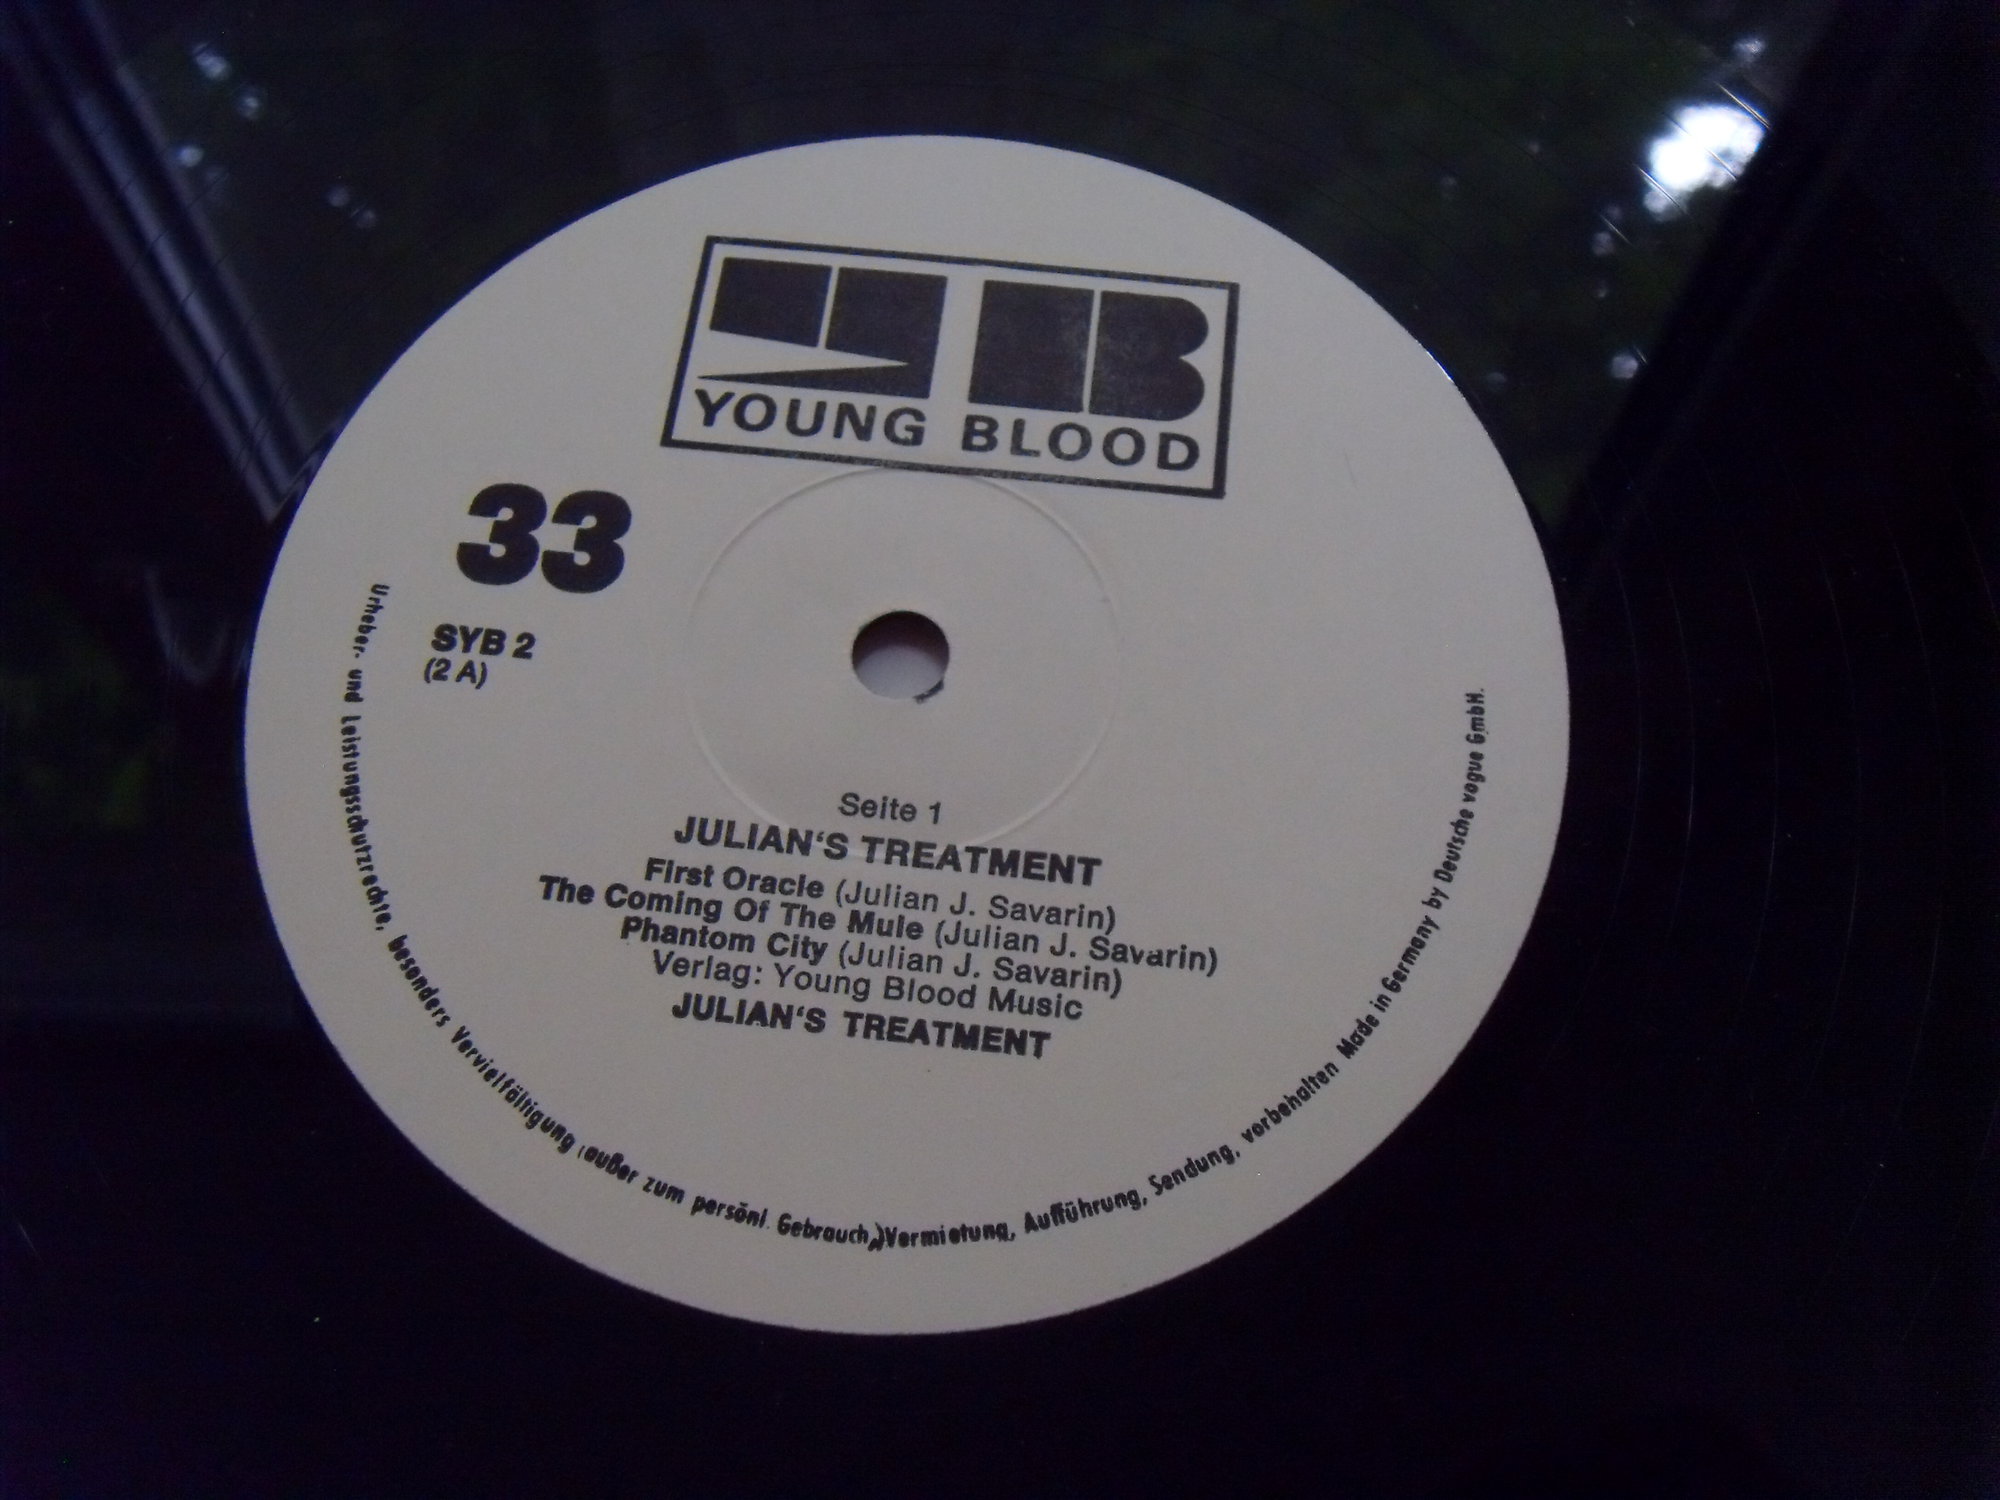 YOUNG BLOOD
33
SYB 2
(2 A)
Seite 1
JULIAN'S TREATMENT
First Oracle (Julian J. Savarin)
The Coming Of The Mule (Julian J. Savarin)
Phantom City (Julian J. Savarin)
Verlag: Young Blood Music
JULIAN'S TREATMENT
Urheber- und Leistungsschutzrechte, besonders Vervielfältigung (außer zum persönl. Gebrauch,) Vermietung, Aufführung, Sendung, vorbehalten Made in Germany by Deutsche vogue GmbH.